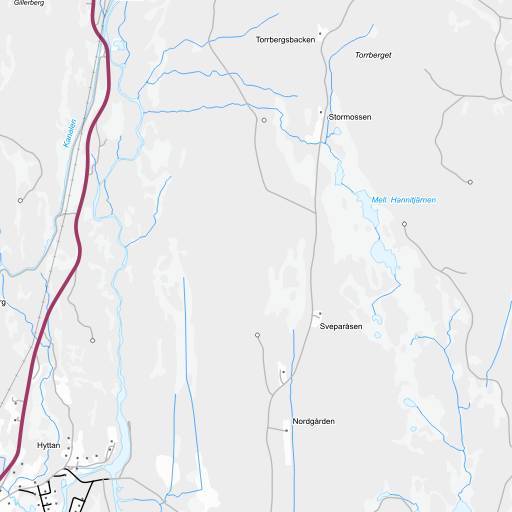 Gillerberg
Torrbergsbacken
Torrberget
Stormossen
Kanalen
Mell. Hannitjärnen
Sveparåsen
Nordgården
Hyttan